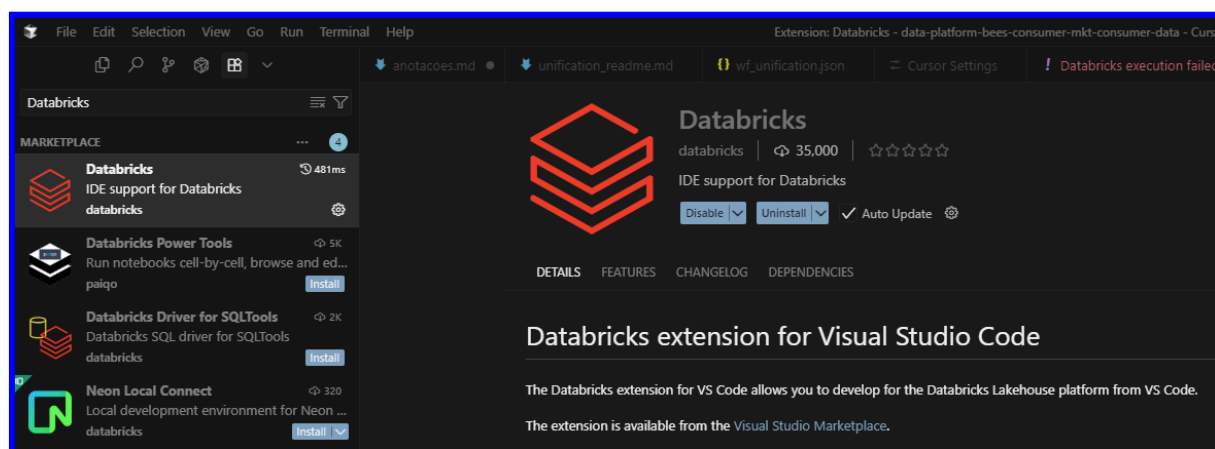 File Edit Selection View Go Run Terminal Help
Extension: Databricks - data-platform-bees-consumer-mkt-consumer-data - Curs
anotacoes.md
unification_readme.md
wf_unification.json
Cursor Settings
! Databricks execution failed
Databricks
MARKETPLACE
4
Databricks
481ms
IDE support for Databricks
databricks
Databricks Power Tools
5K
Run notebooks cell-by-cell, browse and ed...
paiqo
Install
Databricks Driver for SQLTools
2K
Databricks SQL driver for SQLTools
databricks
Install
Neon Local Connect
320
Local development environment for Neon ...
databricks
Install
Databricks
databricks
35,000
IDE support for Databricks
Disable
Uninstall
Auto Update
DETAILS FEATURES CHANGELOG DEPENDENCIES
Databricks extension for Visual Studio Code
The Databricks extension for VS Code allows you to develop for the Databricks Lakehouse platform from VS Code.
The extension is available from the Visual Studio Marketplace.